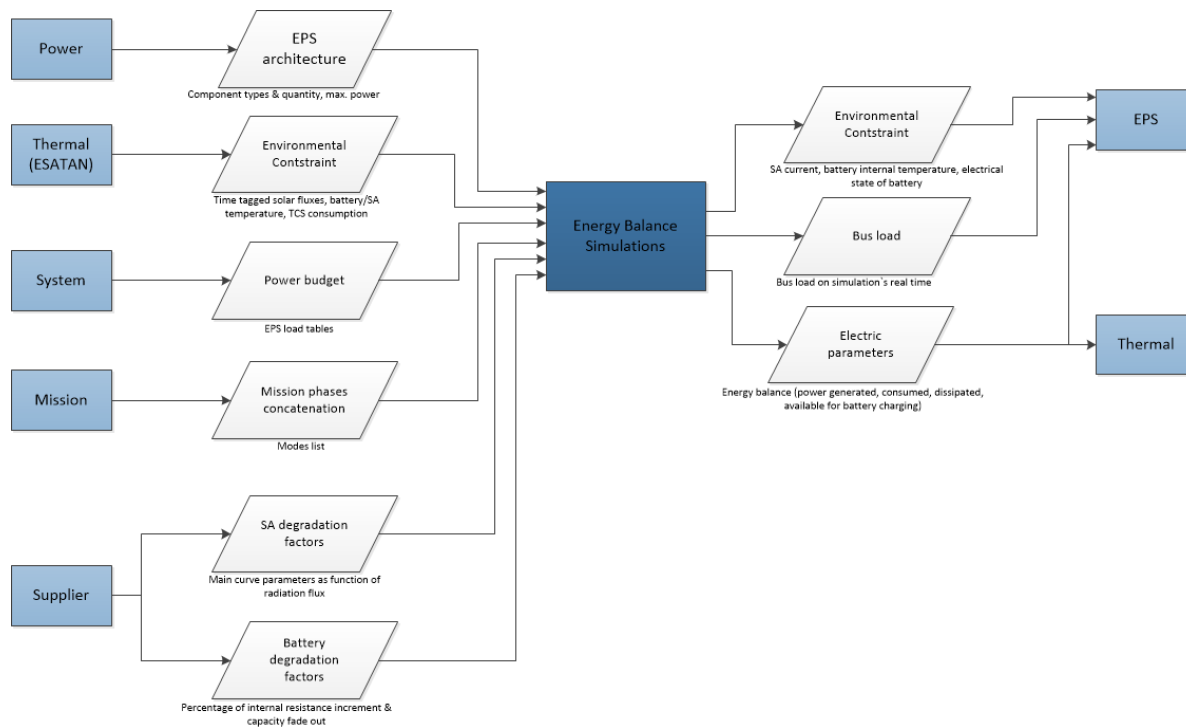 Power
EPS
architecture
Component types & quantity, max. power
Thermal
(ESATAN)
Environmental
Contstraint
Time tagged solar fluxes, battery/SA
temperature, TCS consumption
System
Power budget
EPS load tables
Mission
Mission phases
concatenation
Modes list
Supplier
SA degradation
factors
Main curve parameters as function of
radiation flux
Battery
degradation
factors
Percentage of internal resistance increment &
capacity fade out
Energy Balance
Simulations
Environmental
Contstraint
SA current, battery internal temperature, electrical
state of battery
Bus load
Bus load on simulation`s real time
Electric
parameters
Energy balance (power generated, consumed, dissipated,
available for battery charging)
EPS
Thermal